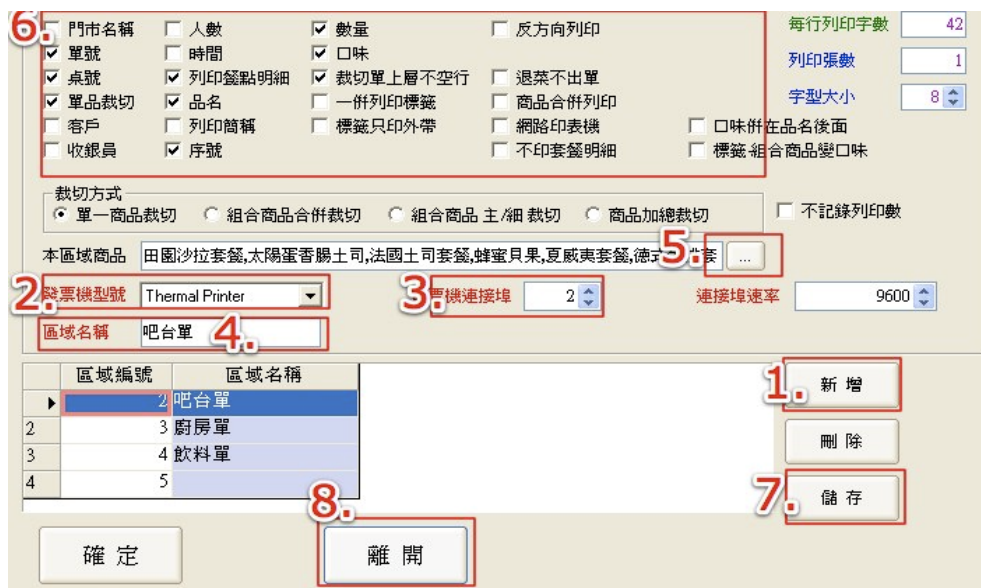 6.
門市名稱 人數 數量 反方向列印 每行列印字數 42
單號 時間 口味 列印張數 1
桌號 列印餐點明細 裁切單上層不空行 退菜不出單 字型大小 8
單品裁切 品名 一併列印標籤 商品合併列印
客戶 列印簡稱 標籤只印外帶 網路印表機 口味併在品名後面
收銀員 序號 不印套餐明細 標籤-組合商品變口味
裁切方式
單一商品裁切 組合商品合併裁切 組合商品 主/細 裁切 商品加總裁切 不記錄列印數
本區域商品 田園沙拉套餐,太陽蛋香腸土司,法國土司套餐,蜂蜜貝果,夏威夷套餐,德式 套 5. ...
2. 發票機型號 Thermal Printer 3. 票機連接埠 2 連接埠速率 9600
區域名稱 吧台單 4.
區域編號 區域名稱
2 吧台單 1. 新增
2 3 廚房單 刪除
3 4 飲料單
4 5 7. 儲存
8.
確定 離開